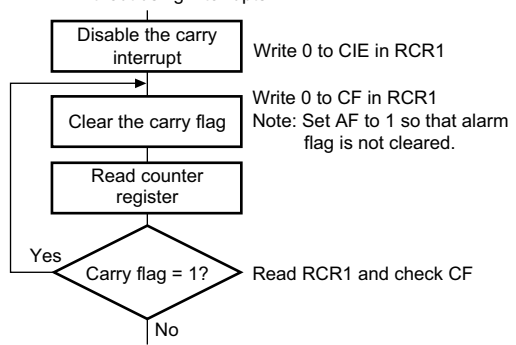 Disable the carry
interrupt
Write 0 to CIE in RCR1
Clear the carry flag
Write 0 to CF in RCR1
Note: Set AF to 1 so that alarm
flag is not cleared.
Read counter
register
Yes
Carry flag = 1?
Read RCR1 and check CF
No